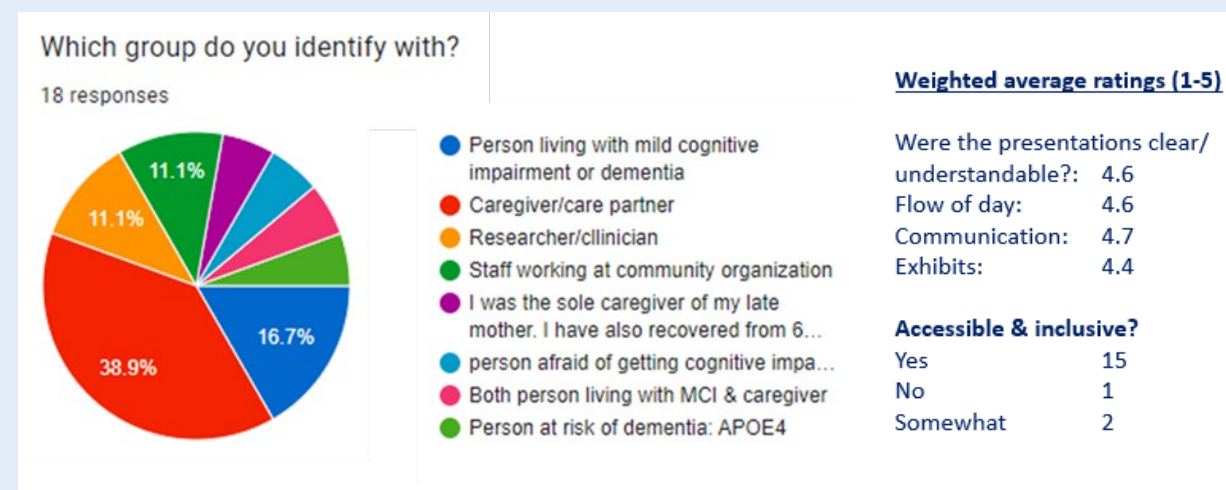 Which group do you identify with?
18 responses
11.1%
11.1%
16.7%
38.9%
Person living with mild cognitive
impairment or dementia
Caregiver/care partner
Researcher/cllinician
Staff working at community organization
I was the sole caregiver of my late
mother. I have also recovered from 6...
person afraid of getting cognitive impa...
Both person living with MCI & caregiver
Person at risk of dementia: APOE4
Weighted average ratings (1-5)
Were the presentations clear/
understandable?: 4.6
Flow of day: 4.6
Communication: 4.7
Exhibits: 4.4
Accessible & inclusive?
Yes 15
No 1
Somewhat 2